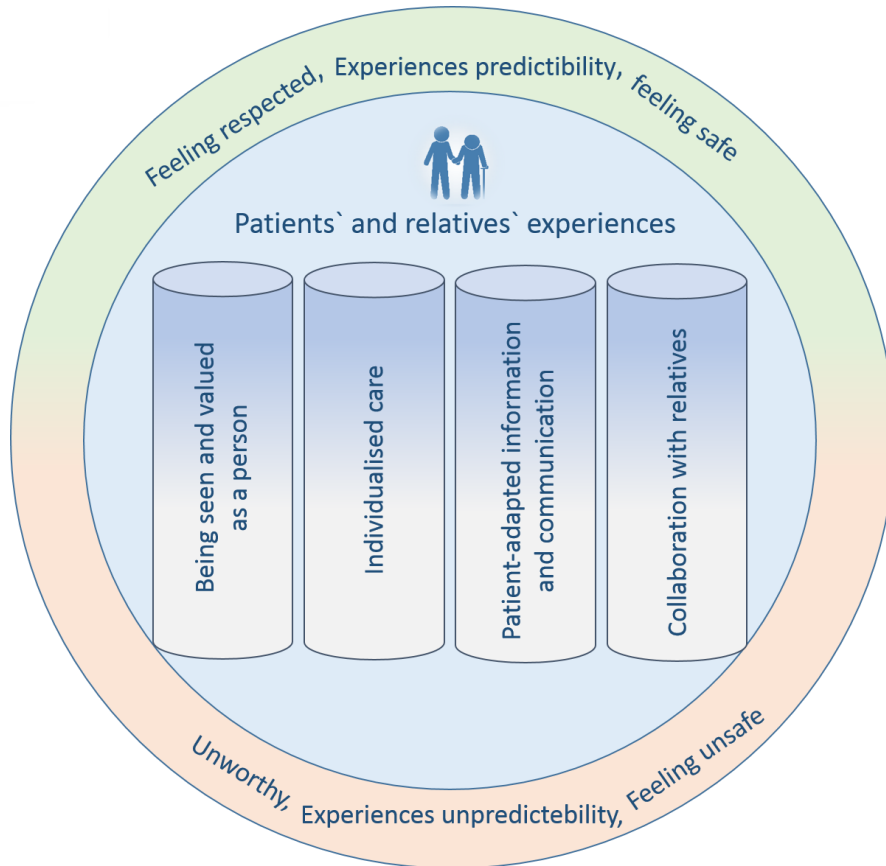 Feeling respected, Experiences predictibility, feeling safe
Patients` and relatives` experiences
Being seen and valued
as a person
Individualised care
Patient-adapted information
and communication
Collaboration with relatives
Unworthy, Experiences unpredictebility, Feeling unsafe